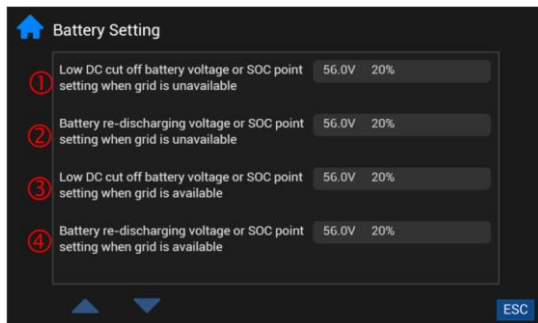 Battery Setting
① Low DC cut off battery voltage or SOC point 56.0V 20%
setting when grid is unavailable
② Battery re-discharging voltage or SOC point 56.0V 20%
setting when grid is unavailable
③ Low DC cut off battery voltage or SOC point 56.0V 20%
setting when grid is available
④ Battery re-discharging voltage or SOC point 56.0V 20%
setting when grid is available
ESC